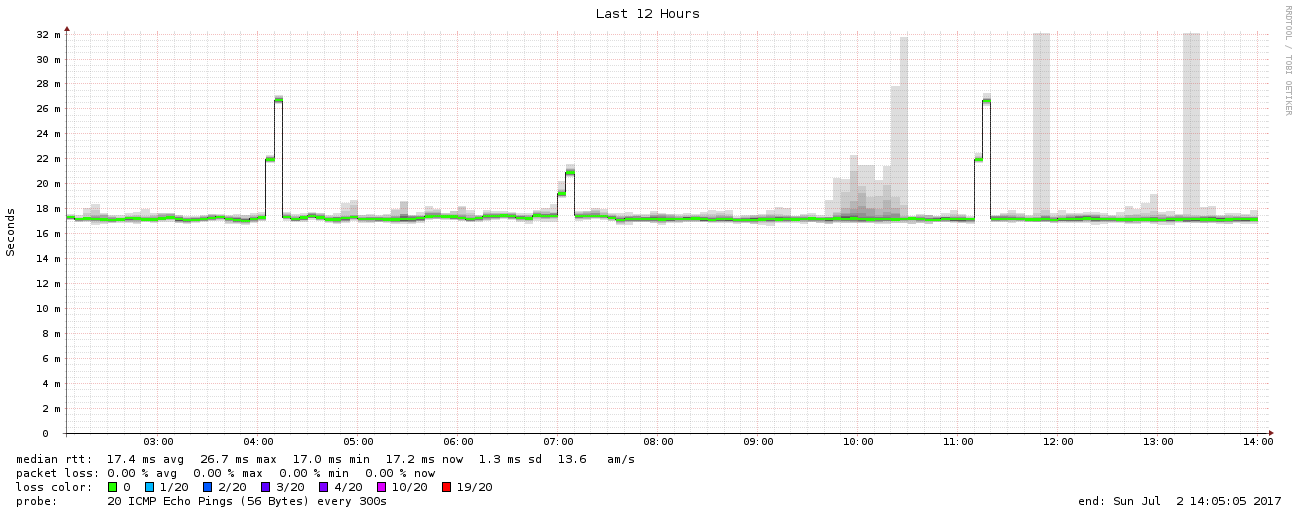 Last 12 Hours
RRDTOOL / TOBI OETIKER
Seconds
32 m
30 m
28 m
26 m
24 m
22 m
20 m
18 m
16 m
14 m
12 m
10 m
8 m
6 m
4 m
2 m
0
03:00 04:00 05:00 06:00 07:00 08:00 09:00 10:00 11:00 12:00 13:00 14:00
median rtt: 17.4 ms avg 26.7 ms max 17.0 ms min 17.2 ms now 1.3 ms sd 13.6 am/s
packet loss: 0.00 % avg 0.00 % max 0.00 % min 0.00 % now
loss color: 0 1/20 2/20 3/20 4/20 10/20 19/20
probe: 20 ICMP Echo Pings (56 Bytes) every 300s end: Sun Jul 2 14:05:05 2017